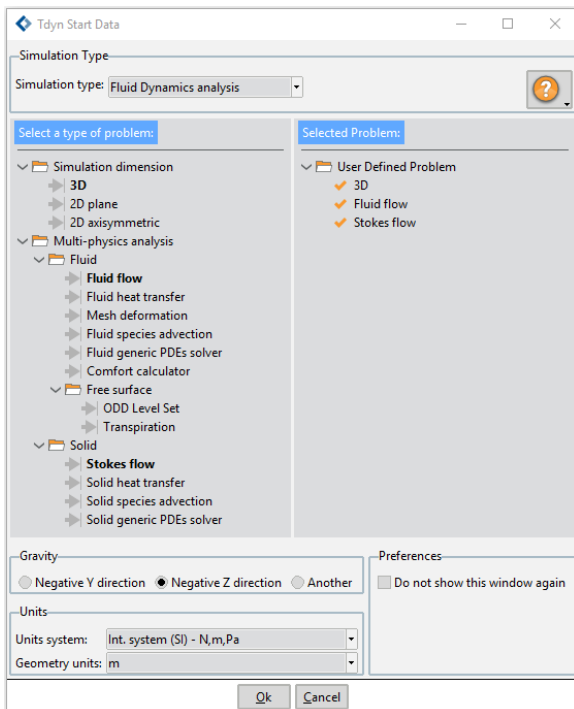 Tdyn Start Data
Simulation Type
Simulation type: Fluid Dynamics analysis
Select a type of problem:
Simulation dimension
3D
2D plane
2D axisymmetric
Multi-physics analysis
Fluid
Fluid flow
Fluid heat transfer
Mesh deformation
Fluid species advection
Fluid generic PDEs solver
Comfort calculator
Free surface
ODD Level Set
Transpiration
Solid
Stokes flow
Solid heat transfer
Solid species advection
Solid generic PDEs solver
Selected Problem:
User Defined Problem
3D
Fluid flow
Stokes flow
Gravity
Negative Y direction Negative Z direction Another
Preferences
Do not show this window again
Units
Units system: Int. system (SI) - N,m,Pa
Geometry units: m
Ok Cancel